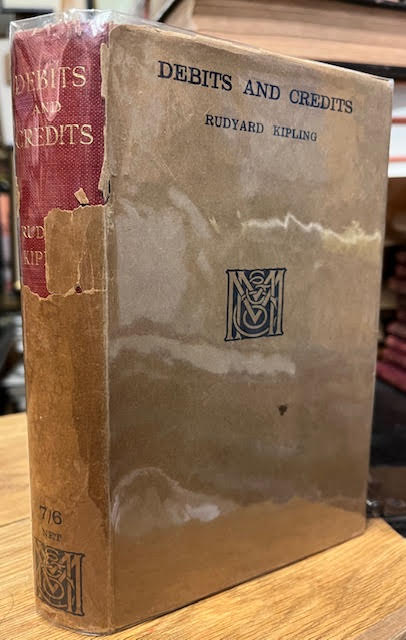 DEBITS
AND
CREDITS
RUD
KIPL
7/6
NET
DEBITS AND CREDITS
RUDYARD KIPLING